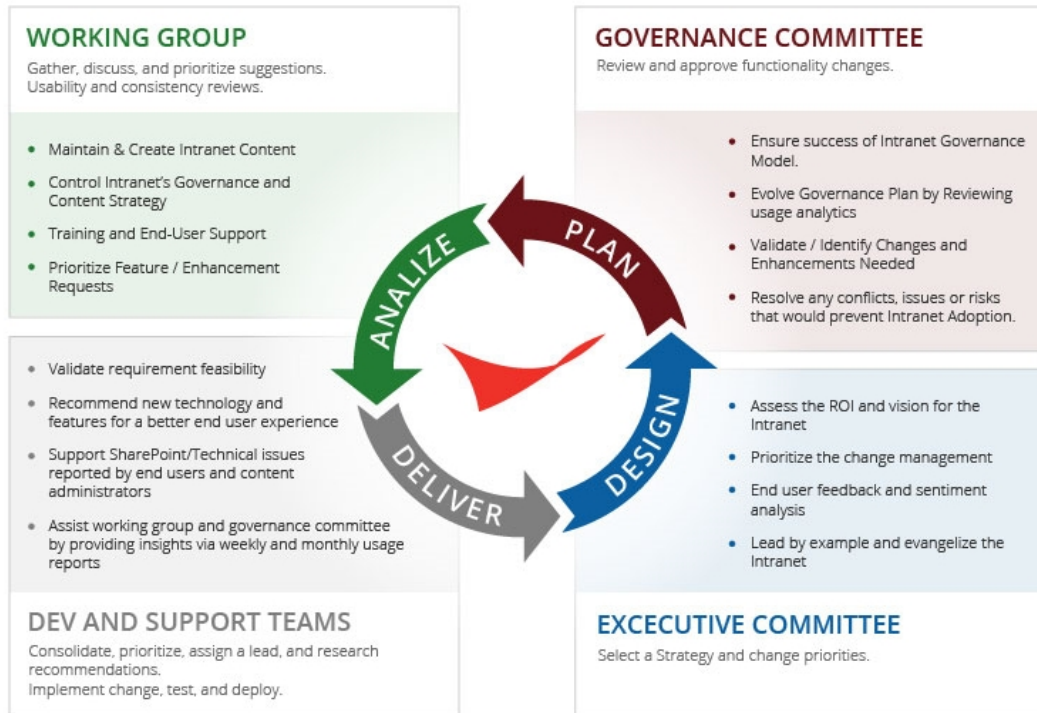 WORKING GROUP
Gather, discuss, and prioritize suggestions.
Usability and consistency reviews.
Maintain & Create Intranet Content
Control Intranet's Governance and
Content Strategy
Training and End-User Support
Prioritize Feature / Enhancement
Requests
GOVERNANCE COMMITTEE
Review and approve functionality changes.
Ensure success of Intranet Governance
Model.
Evolve Governance Plan by Reviewing
usage analytics
Validate / Identify Changes and
Enhancements Needed
Resolve any conflicts, issues or risks
that would prevent Intranet Adoption.
ANALIZE
PLAN
DELIVER
DESIGN
Validate requirement feasibility
Recommend new technology and
features for a better end user experience
Support SharePoint/Technical issues
reported by end users and content
administrators
Assist working group and governance committee
by providing insights via weekly and monthly usage
reports
DEV AND SUPPORT TEAMS
Consolidate, prioritize, assign a lead, and research
recommendations.
Implement change, test, and deploy.
Assess the ROI and vision for the
Intranet
Prioritize the change management
End user feedback and sentiment
analysis
Lead by example and evangelize the
Intranet
EXCECUTIVE COMMITTEE
Select a Strategy and change priorities.